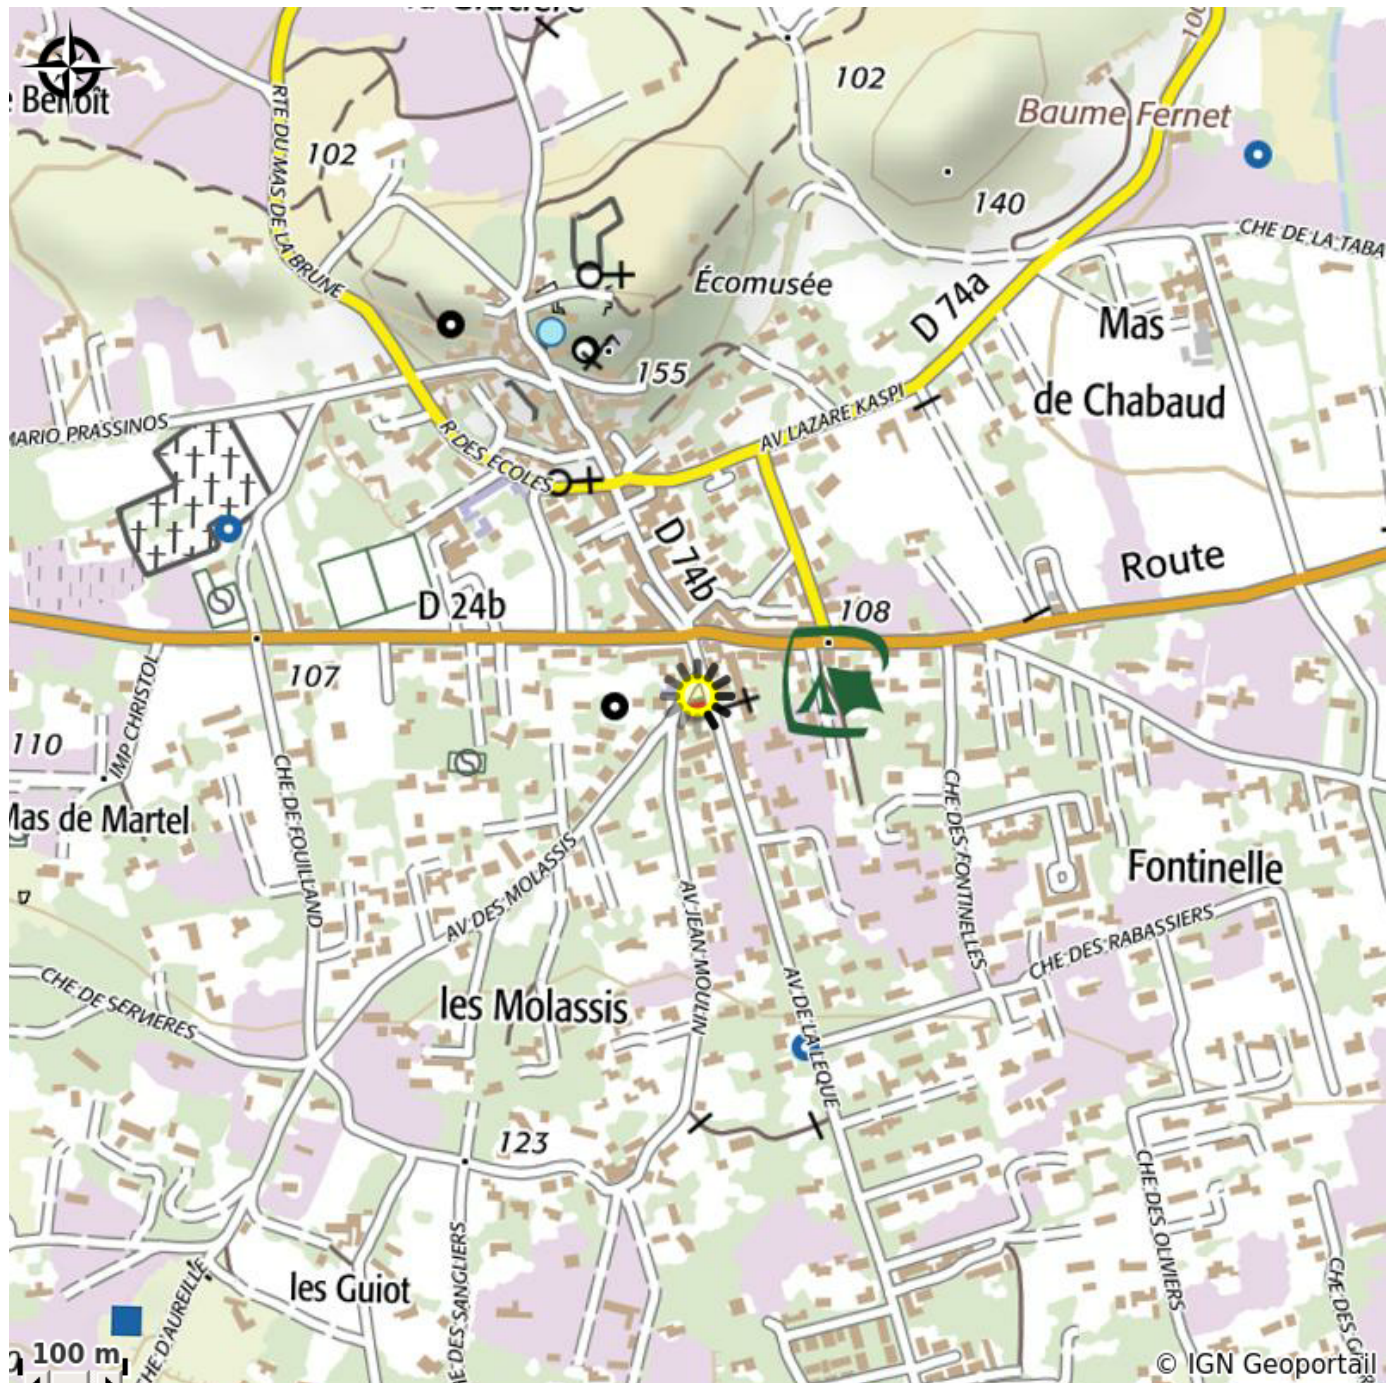 102
Baume Fernet
Benoît
102
RTE DU MAS DE LA BRUNE
140
CHE DE LA TABA
Écomusée
D 74a
Mas
de Chabaud
155
AV LAZARE KASPI
MARIO PRASSINOS
R DES ECOLES
D 74b
Route
D 24b
108
107
IMP CHRISTOL
110
Mas de Martel
CHE DE FOUILLAND
CHE DES FONTINELLES
Fontinelle
AV DES MOLASSIS
AV JEAN MOULIN
CHE DES RABASSIERS
CHE DE SERVIERES
les Molassis
AV DE LA LEQUE
123
CHE DES OLIVIERS
les Guiot
CHE D'AUREILLE
E DES SANGLIERS
CHE DES G
100 m
© IGN Geoportail